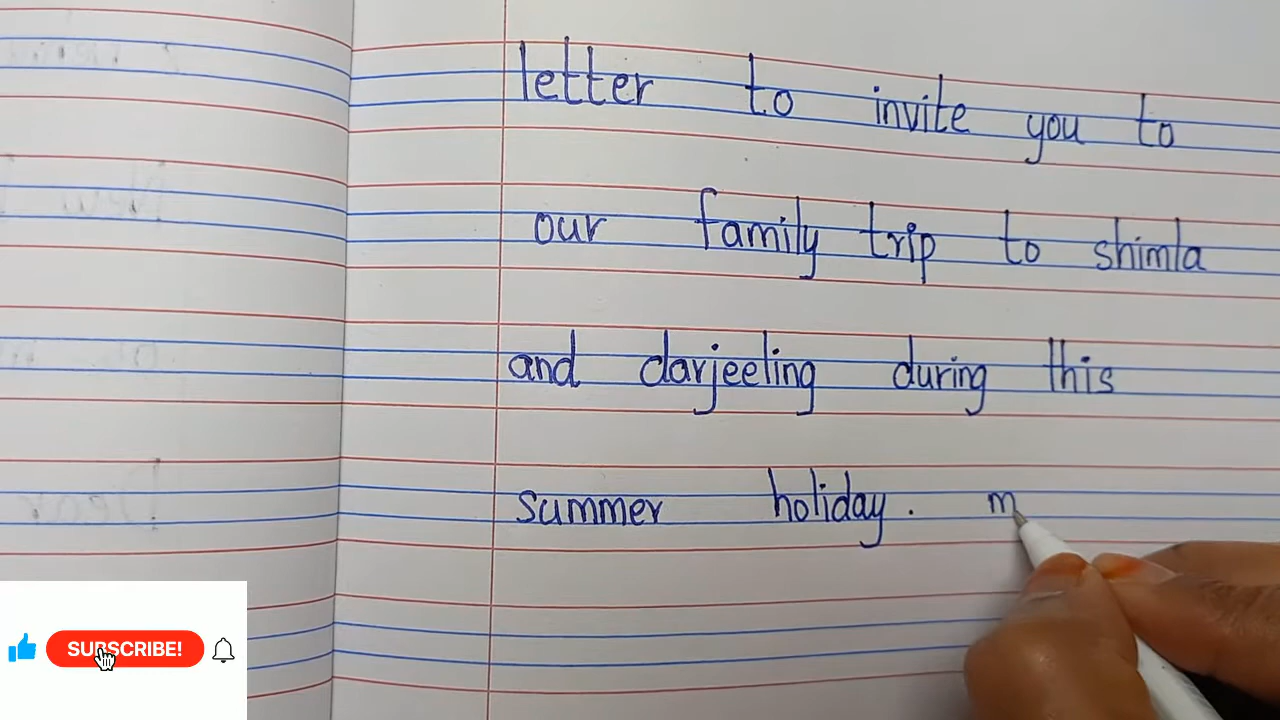 letter to invite you to
our family trip to shimla
and darjeeling during this
summer holiday. m
SUBSCRIBE!